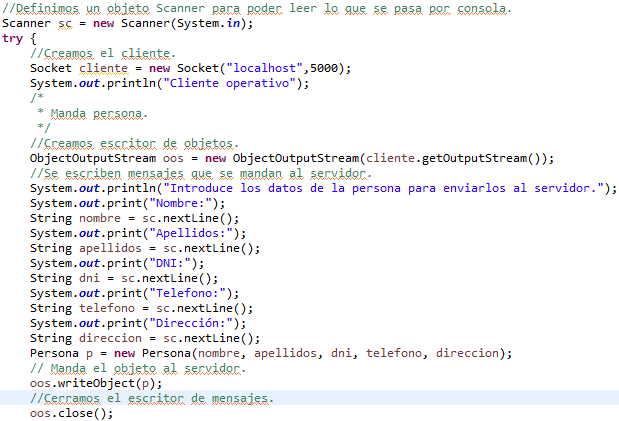 //Definimos un objeto Scanner para poder leer lo que se pasa por consola.
Scanner sc = new Scanner(System.in);
try {
//Creamos el cliente.
Socket cliente = new Socket("localhost",5000);
System.out.println("Cliente operativo");
/*
* Manda persona.
*/
//Creamos escritor de objetos.
ObjectOutputStream oos = new ObjectOutputStream(cliente.getOutputStream());
//Se escriben mensajes que se mandan al servidor.
System.out.println("Introduce los datos de la persona para enviarlos al servidor.");
System.out.print("Nombre:");
String nombre = sc.nextLine();
System.out.print("Apellidos:");
String apellidos = sc.nextLine();
System.out.print("DNI:");
String dni = sc.nextLine();
System.out.print("Telefono:");
String telefono = sc.nextLine();
System.out.print("Dirección:");
String direccion = sc.nextLine();
Persona p = new Persona(nombre, apellidos, dni, telefono, direccion);
// Manda el objeto al servidor.
oos.writeObject(p);
//Cerramos el escritor de mensajes.
oos.close();